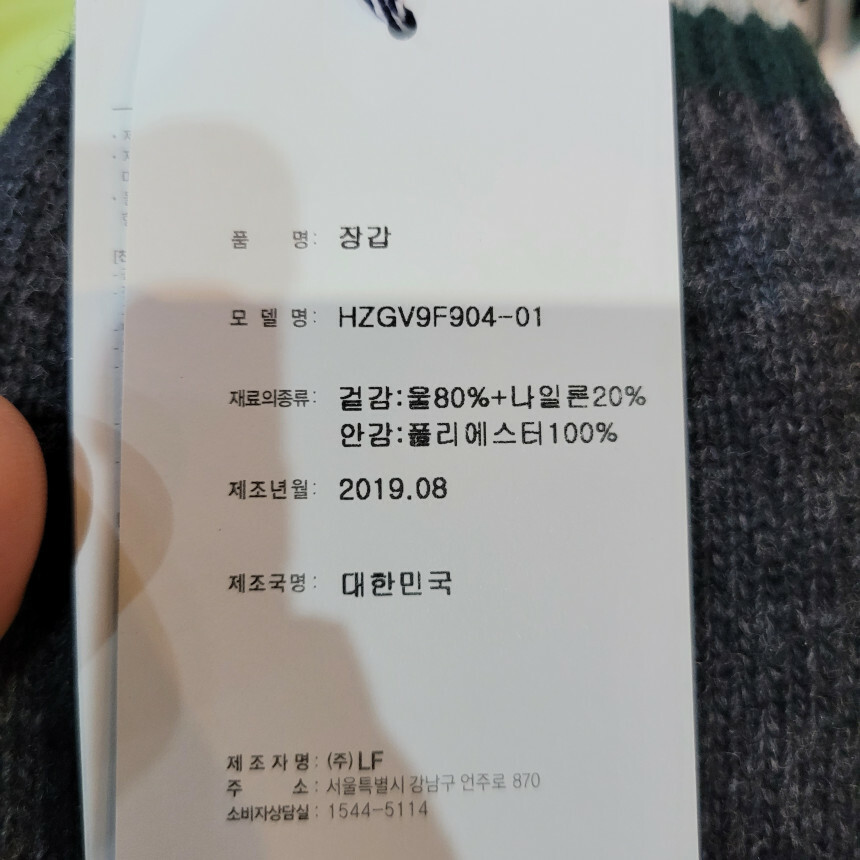 품 명: 장갑
모 델 명: HZGV9F904-01
재료의종류: 겉감:울80%+나일론20%
안감:폴리에스터100%
제조년월: 2019.08
제조국명: 대한민국
제 조 자 명 : (주)LF
주 소 : 서울특별시 강남구 언주로 870
소비자상담실 : 1544-5114